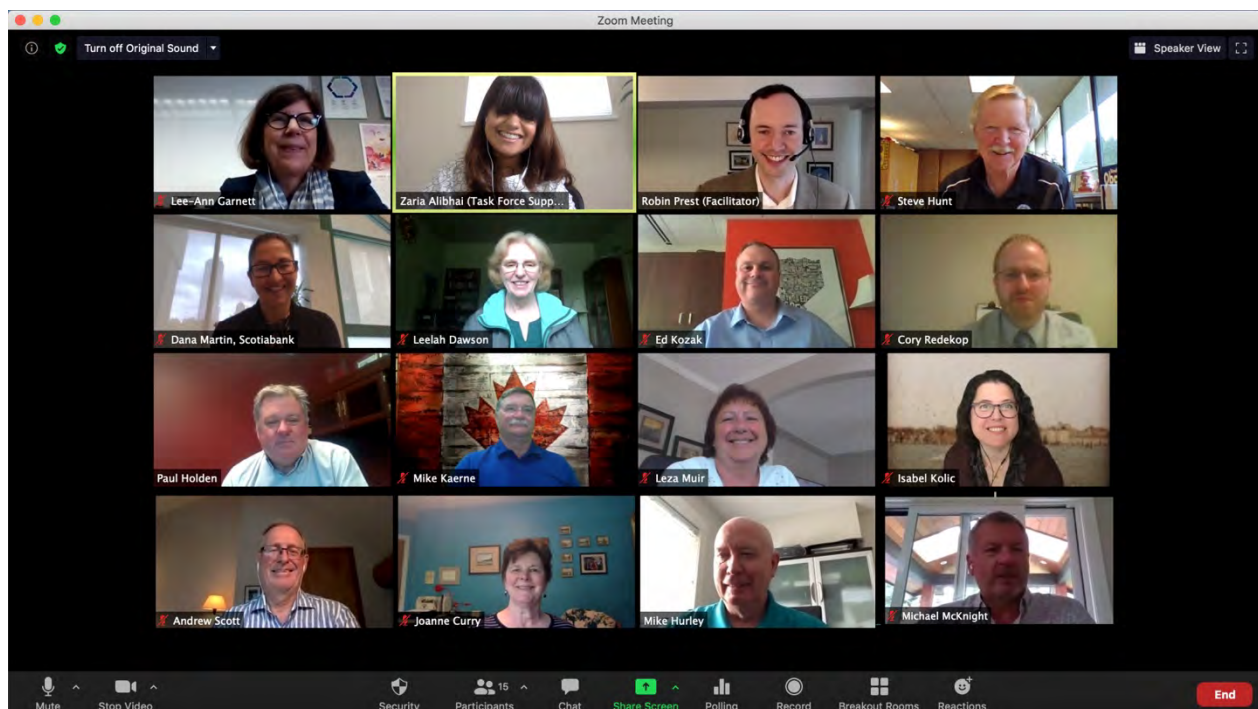 Zoom Meeting
Turn off Original Sound
Speaker View
Lee-Ann Garnett
Zaria Alibhai (Task Force Supp...
Robin Prest (Facilitator)
Steve Hunt
Dana Martin, Scotiabank
Leelah Dawson
Ed Kozak
Cory Redekop
Paul Holden
Mike Kaerne
Leza Muir
Isabel Kolic
Andrew Scott
Joanne Curry
Mike Hurley
Michael McKnight
15
Mute
Stop Video
Security
Participants
Chat
Share Screen
Polling
Record
Breakout Rooms
Reactions
End